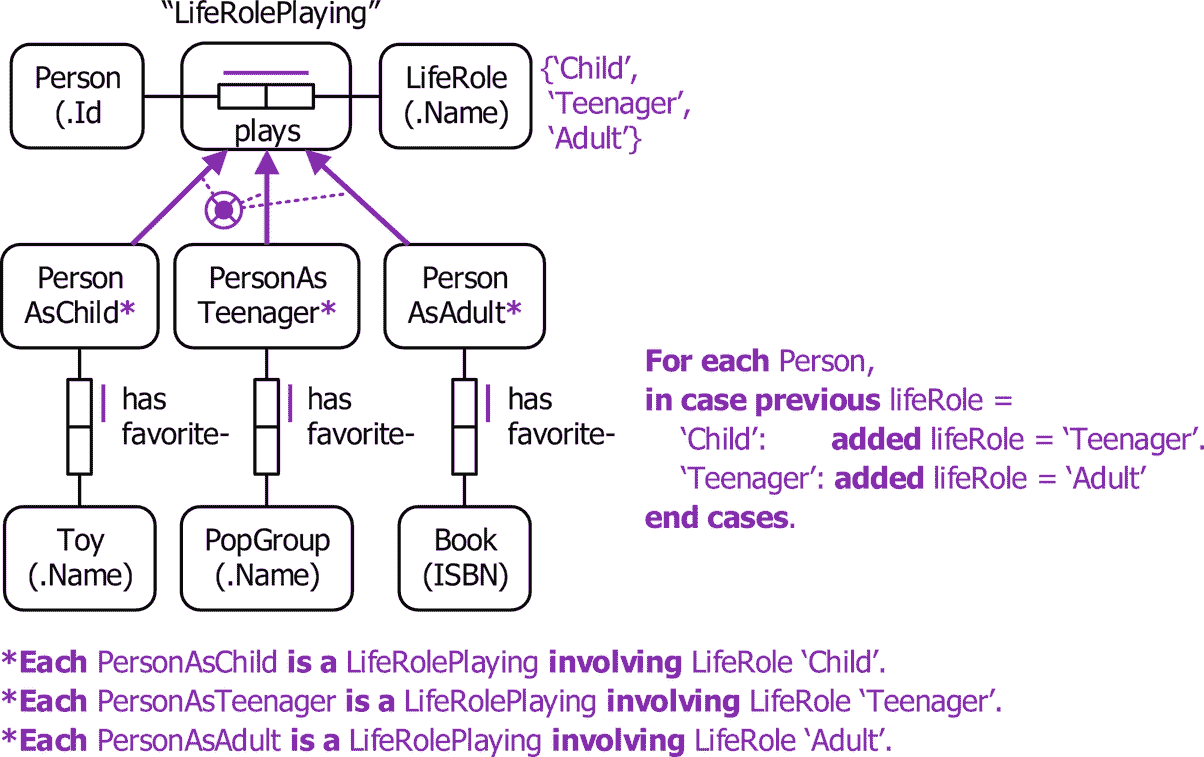 “LifeRolePlaying”
Person
(.Id
plays
LifeRole
(.Name)
{‘Child’,
‘Teenager’,
‘Adult’}
Person
AsChild*
PersonAs
Teenager*
Person
AsAdult*
has
favorite-
has
favorite-
has
favorite-
Toy
(.Name)
PopGroup
(.Name)
Book
(ISBN)
For each Person,
in case previous lifeRole =
‘Child’: added lifeRole = ‘Teenager’.
‘Teenager’: added lifeRole = ‘Adult’
end cases.
*Each PersonAsChild is a LifeRolePlaying involving LifeRole ‘Child’.
*Each PersonAsTeenager is a LifeRolePlaying involving LifeRole ‘Teenager’.
*Each PersonAsAdult is a LifeRolePlaying involving LifeRole ‘Adult’.